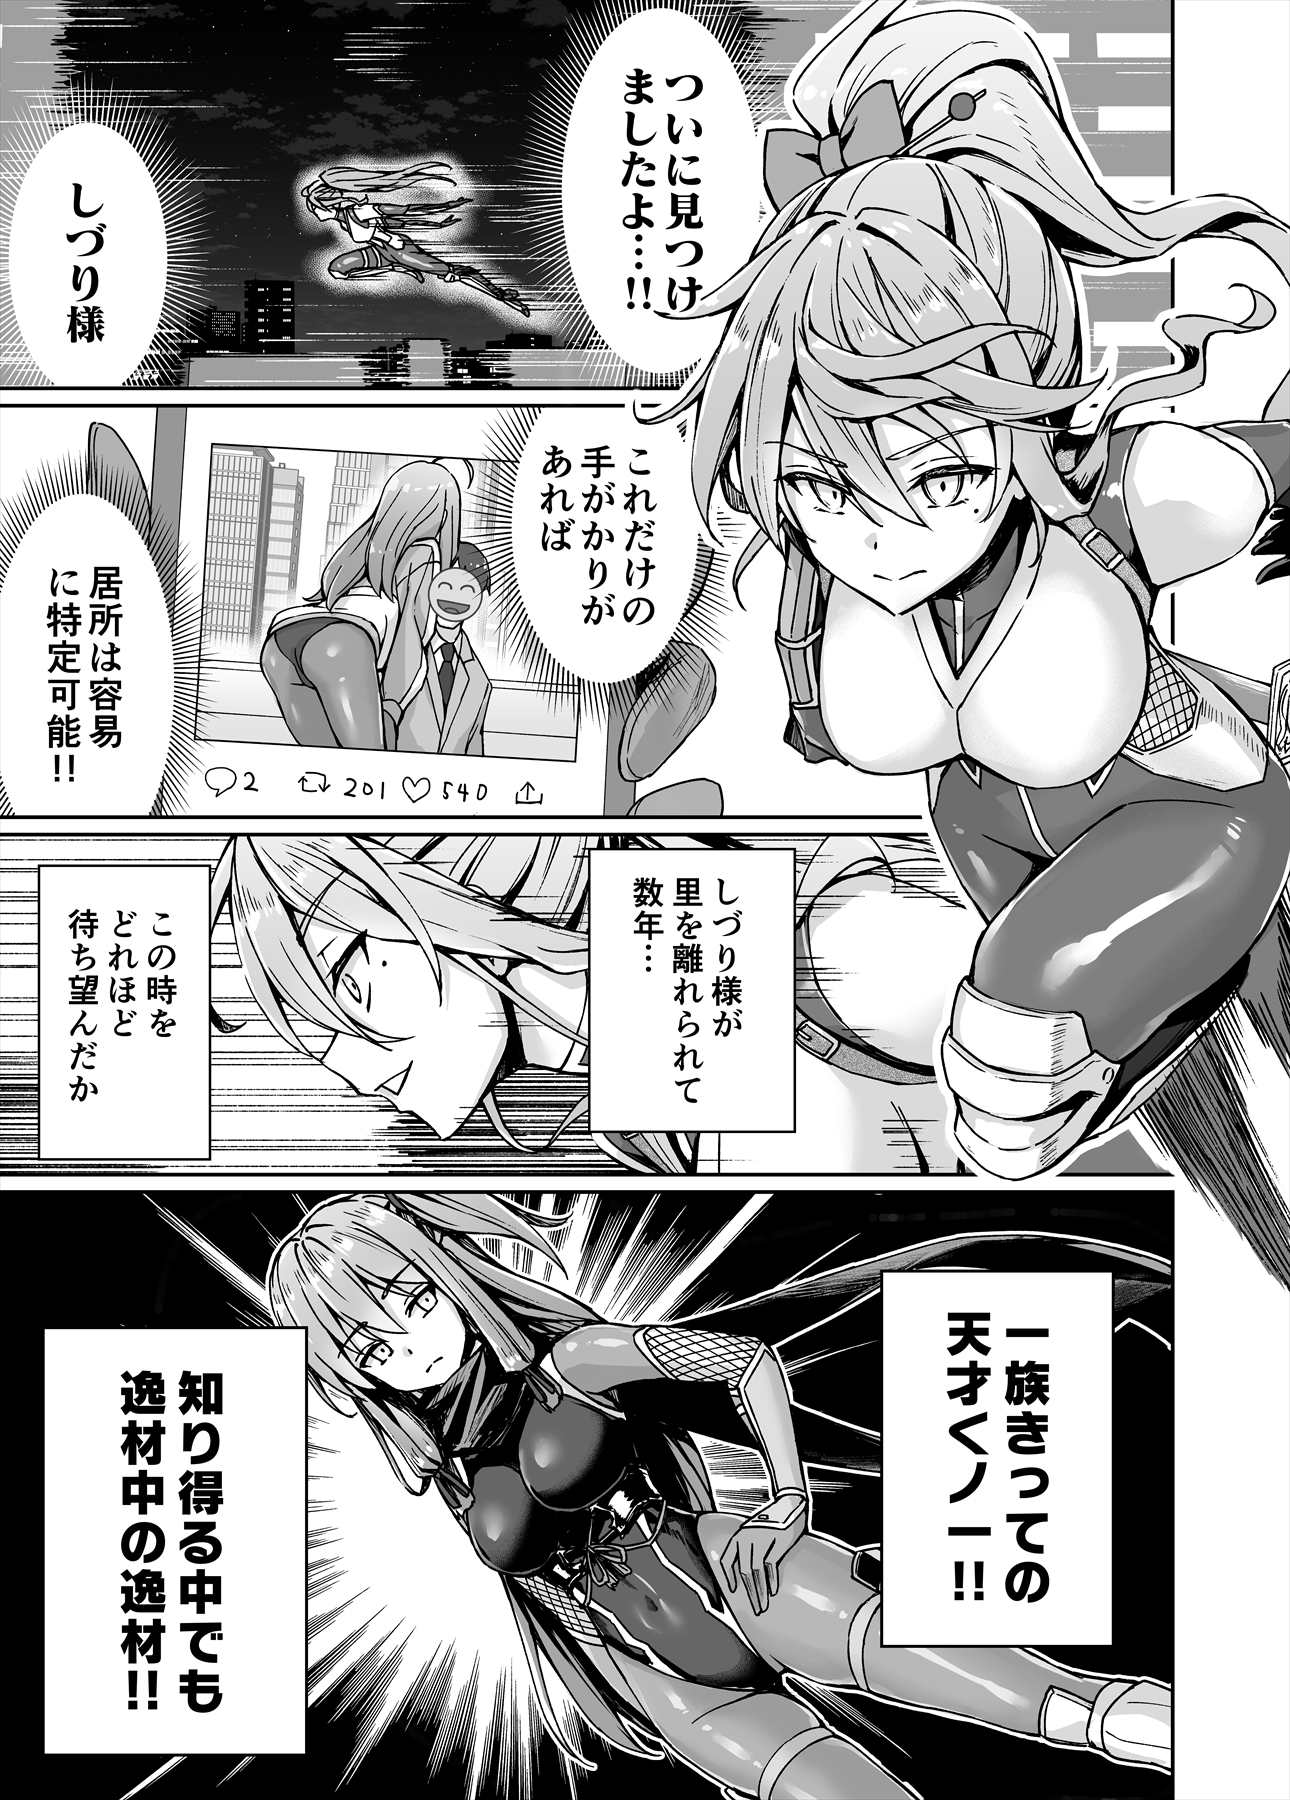 ついに見つけ
ましたよ…!!
しづり様
これだけの
手がかりが
あれば
居所は容易
に特定可能!!
2 201 540
しづり様が
里を離れられて
数年…
この時を
どれほど
待ち望んだか
一族きっての
天才くノ一!!
知り得る中でも
逸材中の逸材!!